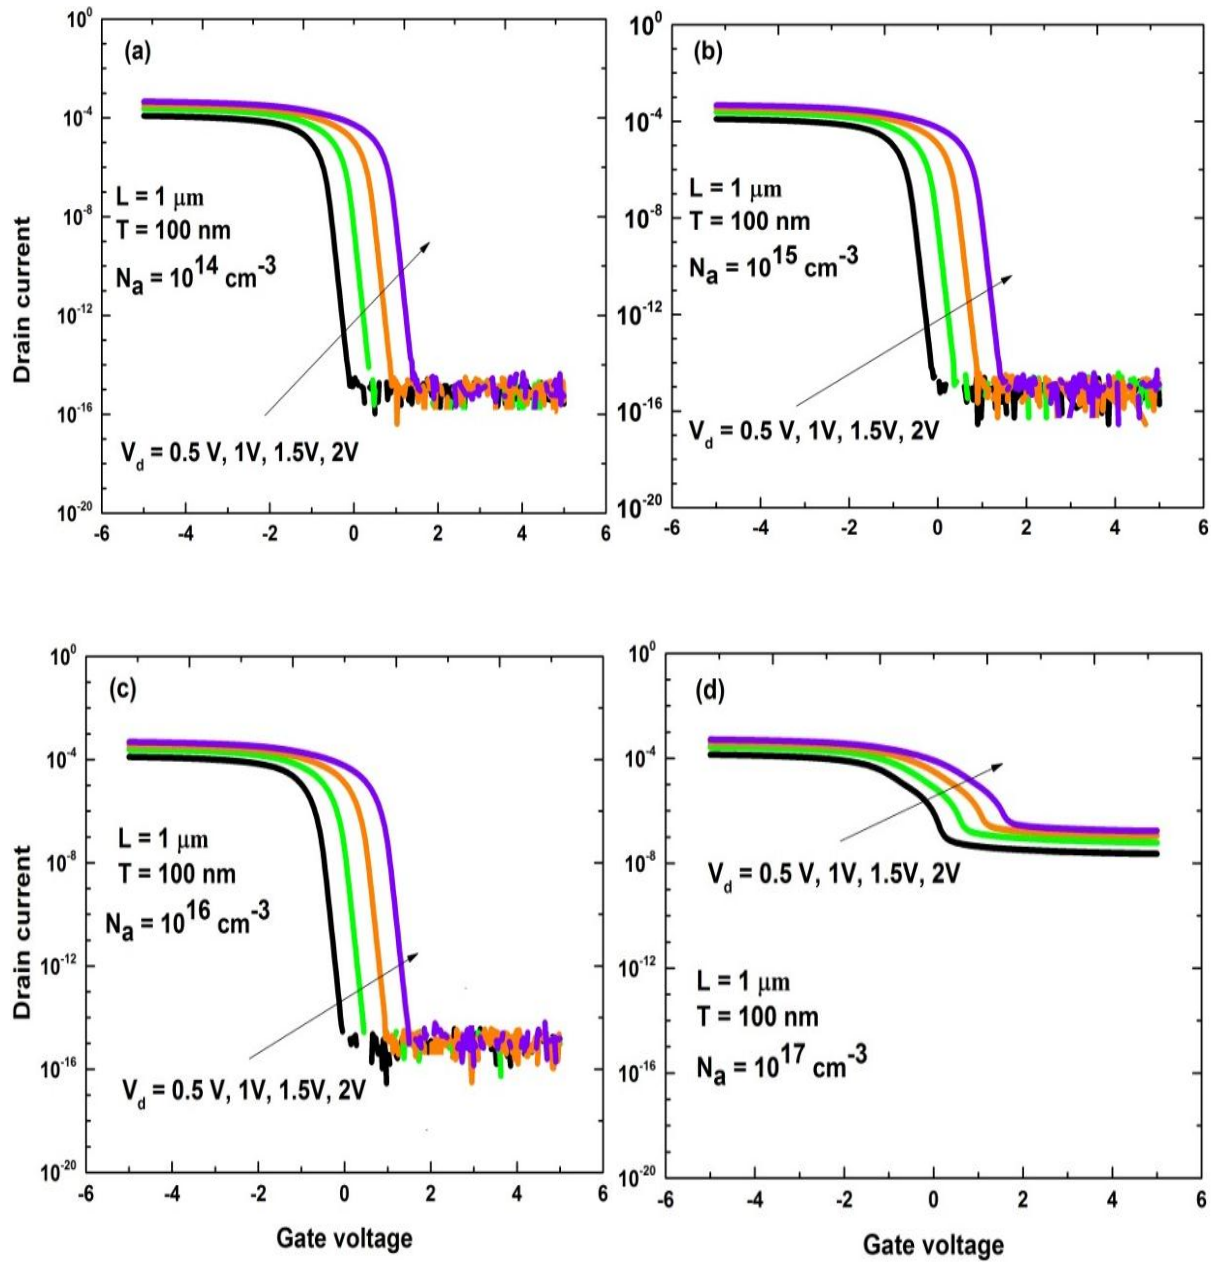 (a)
10^0
10^-4
10^-8
10^-12
10^-16
10^-20
Drain current
L = 1 μm
T = 100 nm
N_a = 10^14 cm^-3
V_d = 0.5 V, 1V, 1.5V, 2V
-6 -4 -2 0 2 4 6
(b)
10^0
10^-4
10^-8
10^-12
10^-16
10^-20
L = 1 μm
T = 100 nm
N_a = 10^15 cm^-3
V_d = 0.5 V, 1V, 1.5V, 2V
-6 -4 -2 0 2 4 6
(c)
10^0
10^-4
10^-8
10^-12
10^-16
10^-20
Drain current
L = 1 μm
T = 100 nm
N_a = 10^16 cm^-3
V_d = 0.5 V, 1V, 1.5V, 2V
-6 -4 -2 0 2 4 6
Gate voltage
(d)
10^0
10^-4
10^-8
10^-12
10^-16
10^-20
V_d = 0.5 V, 1V, 1.5V, 2V
L = 1 μm
T = 100 nm
N_a = 10^17 cm^-3
-6 -4 -2 0 2 4 6
Gate voltage